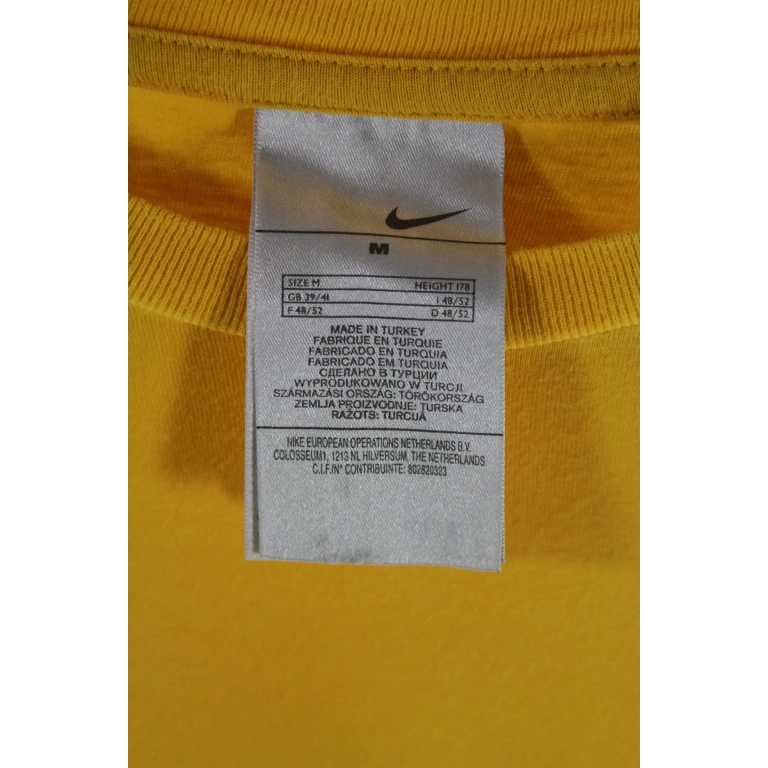 M
SIZE M HEIGHT 178
GB 39/41 I 48/52
F 48/52 D 48/52
MADE IN TURKEY
FABRIQUE EN TURQUIE
FABRICADO EN TURQUIA
FABRICADO EM TURQUIA
СДЕЛАНО В ТУРЦИИ
WYPRODUKOWANO W TURCJI
SZÁRMAZÁSI ORSZÁG: TÖRÖKORSZÁG
ZEMLJA PROIZVODNJE: TURSKA
RAŽOTS: TURCIJĀ
NIKE EUROPEAN OPERATIONS NETHERLANDS B.V.
COLOSSEUM1, 1213 NL HILVERSUM, THE NETHERLANDS
C.I.F./N° CONTRIBUINTE: 802820323